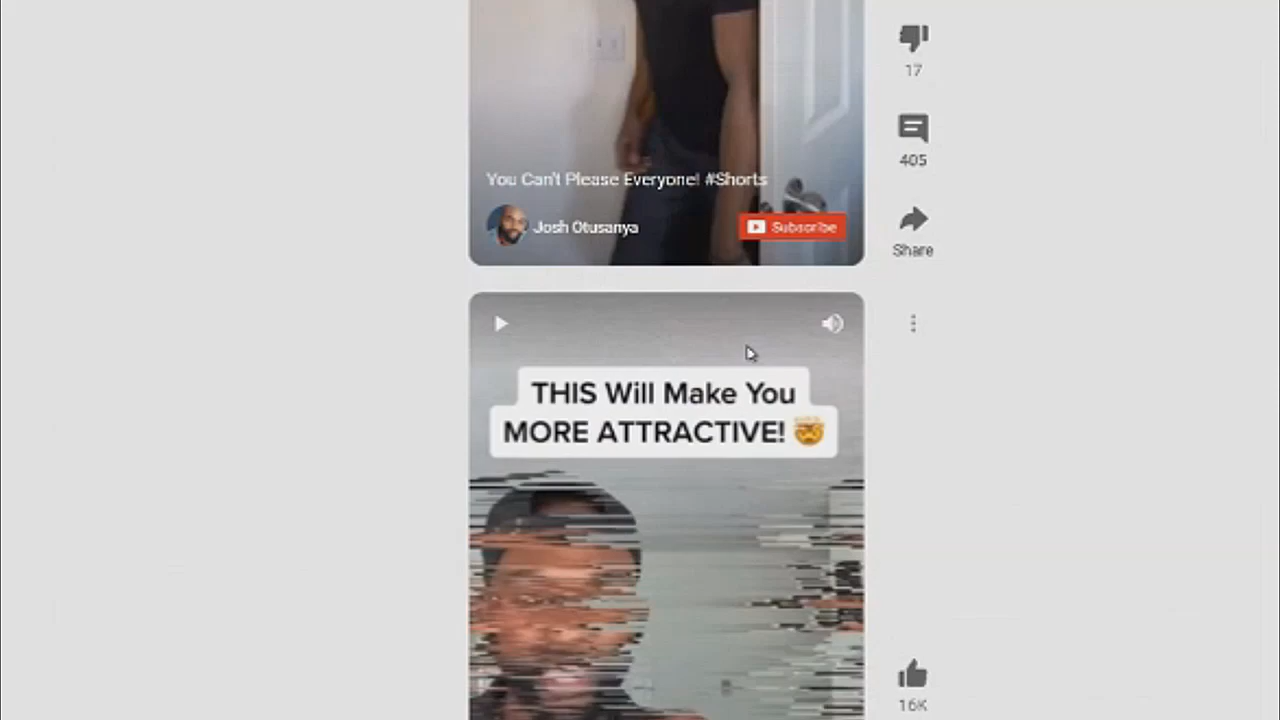 17
405
You Can't Please Everyone! #Shorts
Josh Otusanya
Subscribe
Share
THIS Will Make You
MORE ATTRACTIVE! 🤯
16K